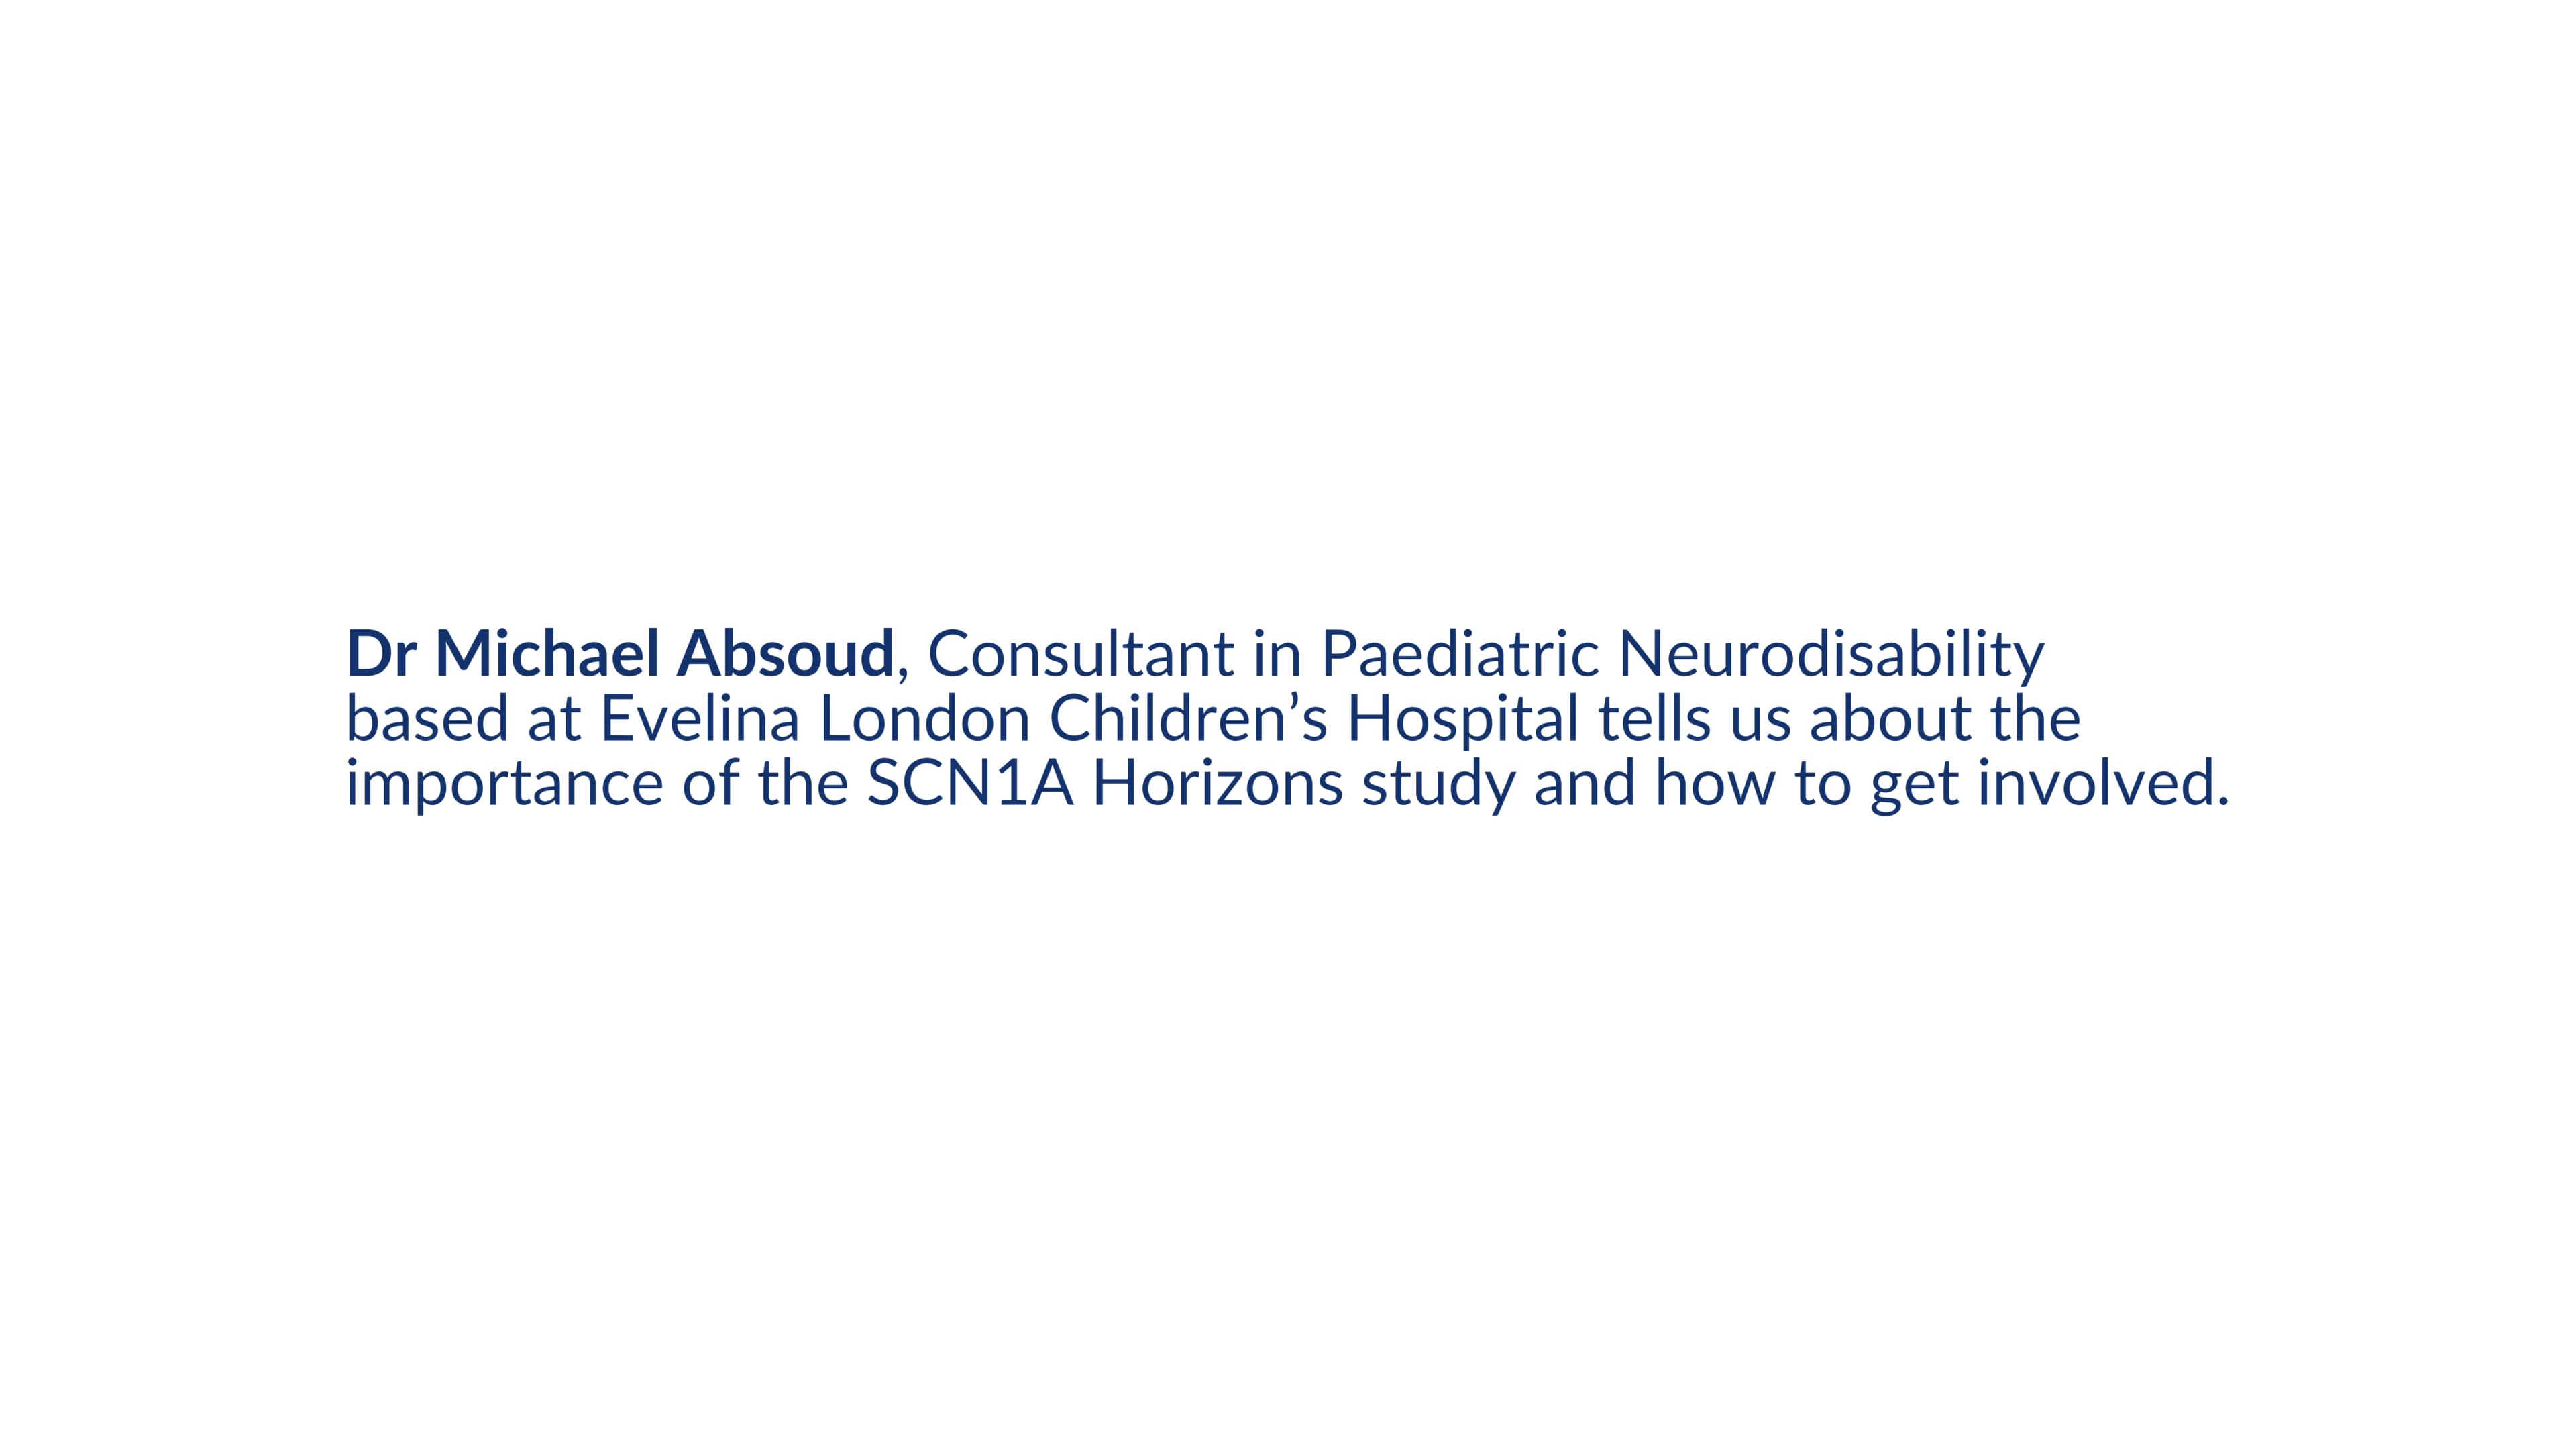 Dr Michael Absoud, Consultant in Paediatric Neurodisability
based at Evelina London Children’s Hospital tells us about the
importance of the SCN1A Horizons study and how to get involved.